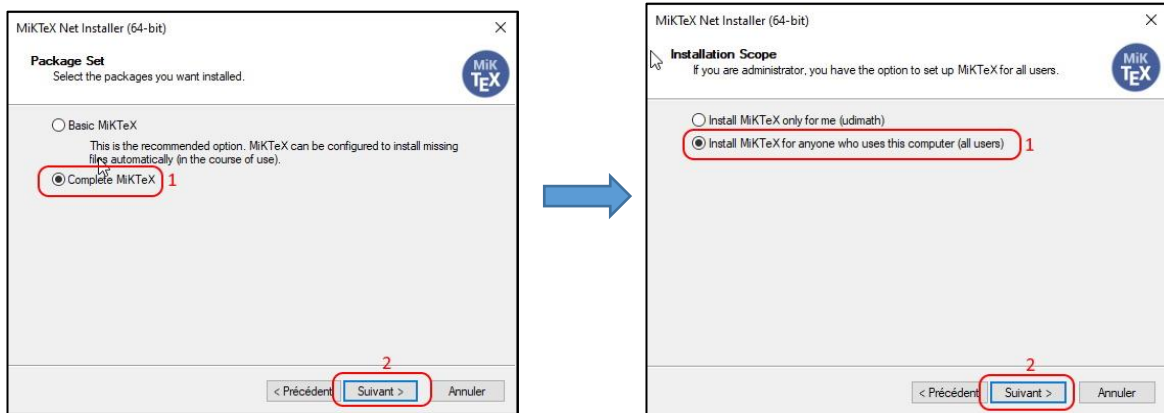 MiKTeX Net Installer (64-bit)
Package Set
Select the packages you want installed.
MiK
TEX
Basic MiKTeX
This is the recommended option. MiKTeX can be configured to install missing
files automatically (in the course of use).
Complete MiKTeX 1
2
< Précédent Suivant > Annuler
MiKTeX Net Installer (64-bit)
Installation Scope
If you are administrator, you have the option to set up MiKTeX for all users.
MiK
TEX
Install MiKTeX only for me (udimath)
Install MiKTeX for anyone who uses this computer (all users) 1
2
< Précédent Suivant > Annuler